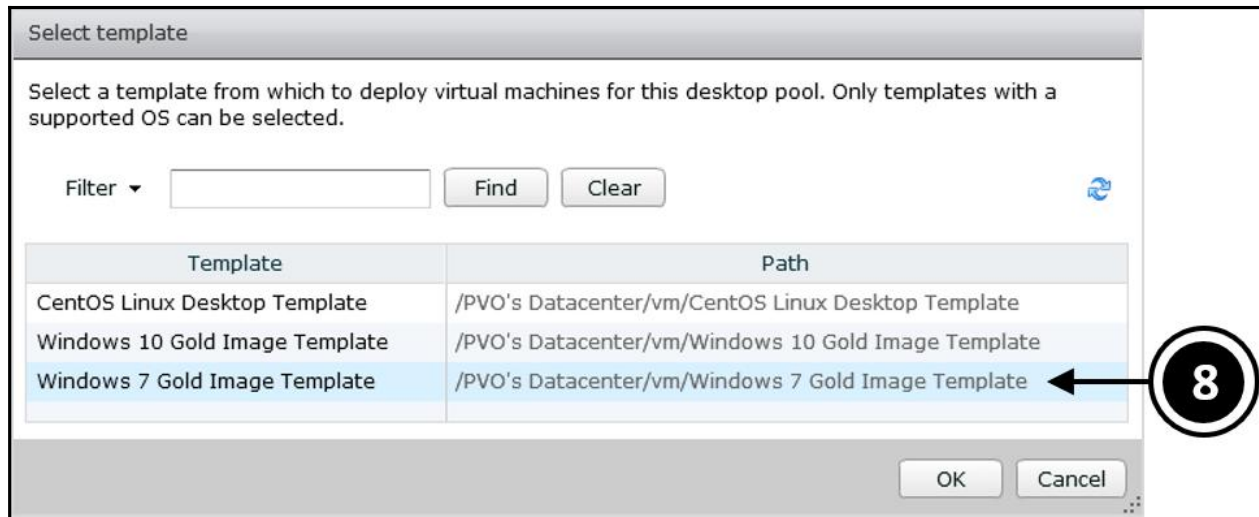 Select template
Select a template from which to deploy virtual machines for this desktop pool. Only templates with a
supported OS can be selected.
Filter Find Clear
Template Path
CentOS Linux Desktop Template /PVO's Datacenter/vm/CentOS Linux Desktop Template
Windows 10 Gold Image Template /PVO's Datacenter/vm/Windows 10 Gold Image Template
Windows 7 Gold Image Template /PVO's Datacenter/vm/Windows 7 Gold Image Template 8
OK Cancel